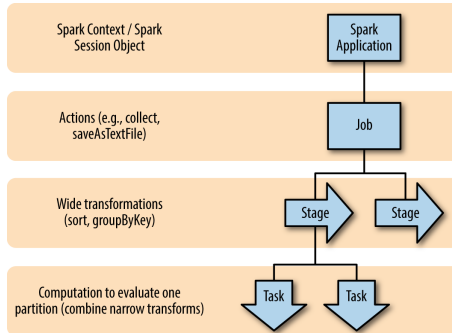 Spark Context / Spark
Session Object
Spark
Application
Actions (e.g., collect,
saveAsTextFile)
Job
Wide transformations
(sort, groupByKey)
Stage
Stage
Computation to evaluate one
partition (combine narrow transforms)
Task
Task